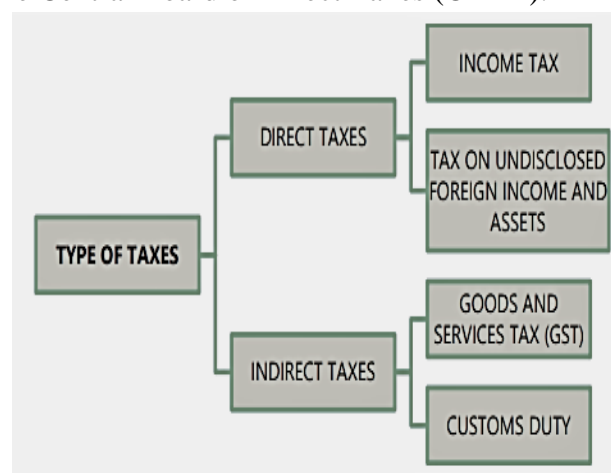 INCOME TAX
DIRECT TAXES
TAX ON UNDISCLOSED
FOREIGN INCOME AND
ASSETS
TYPE OF TAXES
GOODS AND
SERVICES TAX (GST)
INDIRECT TAXES
CUSTOMS DUTY